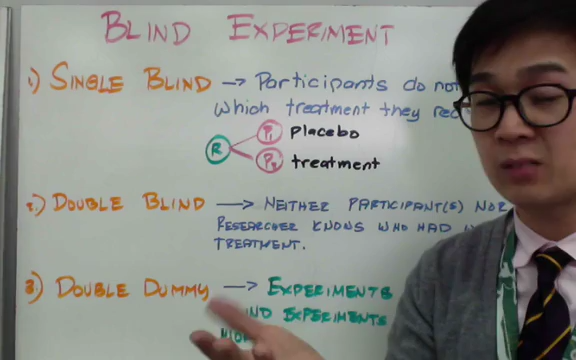 BLIND EXPERIMENT
1.) SINGLE BLIND → Participants do not
which treatment they
R P1 placebo
P2 treatment
2.) DOUBLE BLIND → NEITHER PARTICIPANT(S) NOR
RESEARCHER KNOWS WHO HAD
TREATMENT.
3.) DOUBLE DUMMY → EXPERIMENTS
EXPERIMENTS